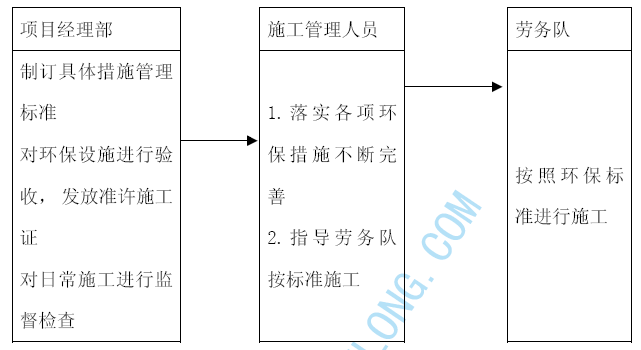 项目经理部
制订具体措施管理
标准
对环保设施进行验
收，发放准许施工
证
对日常施工进行监
督检查
施工管理人员
1. 落实各项环
保措施不断完
善
2. 指导劳务队
按标准施工
劳务队
按照环保标
准进行施工
LONG.COM